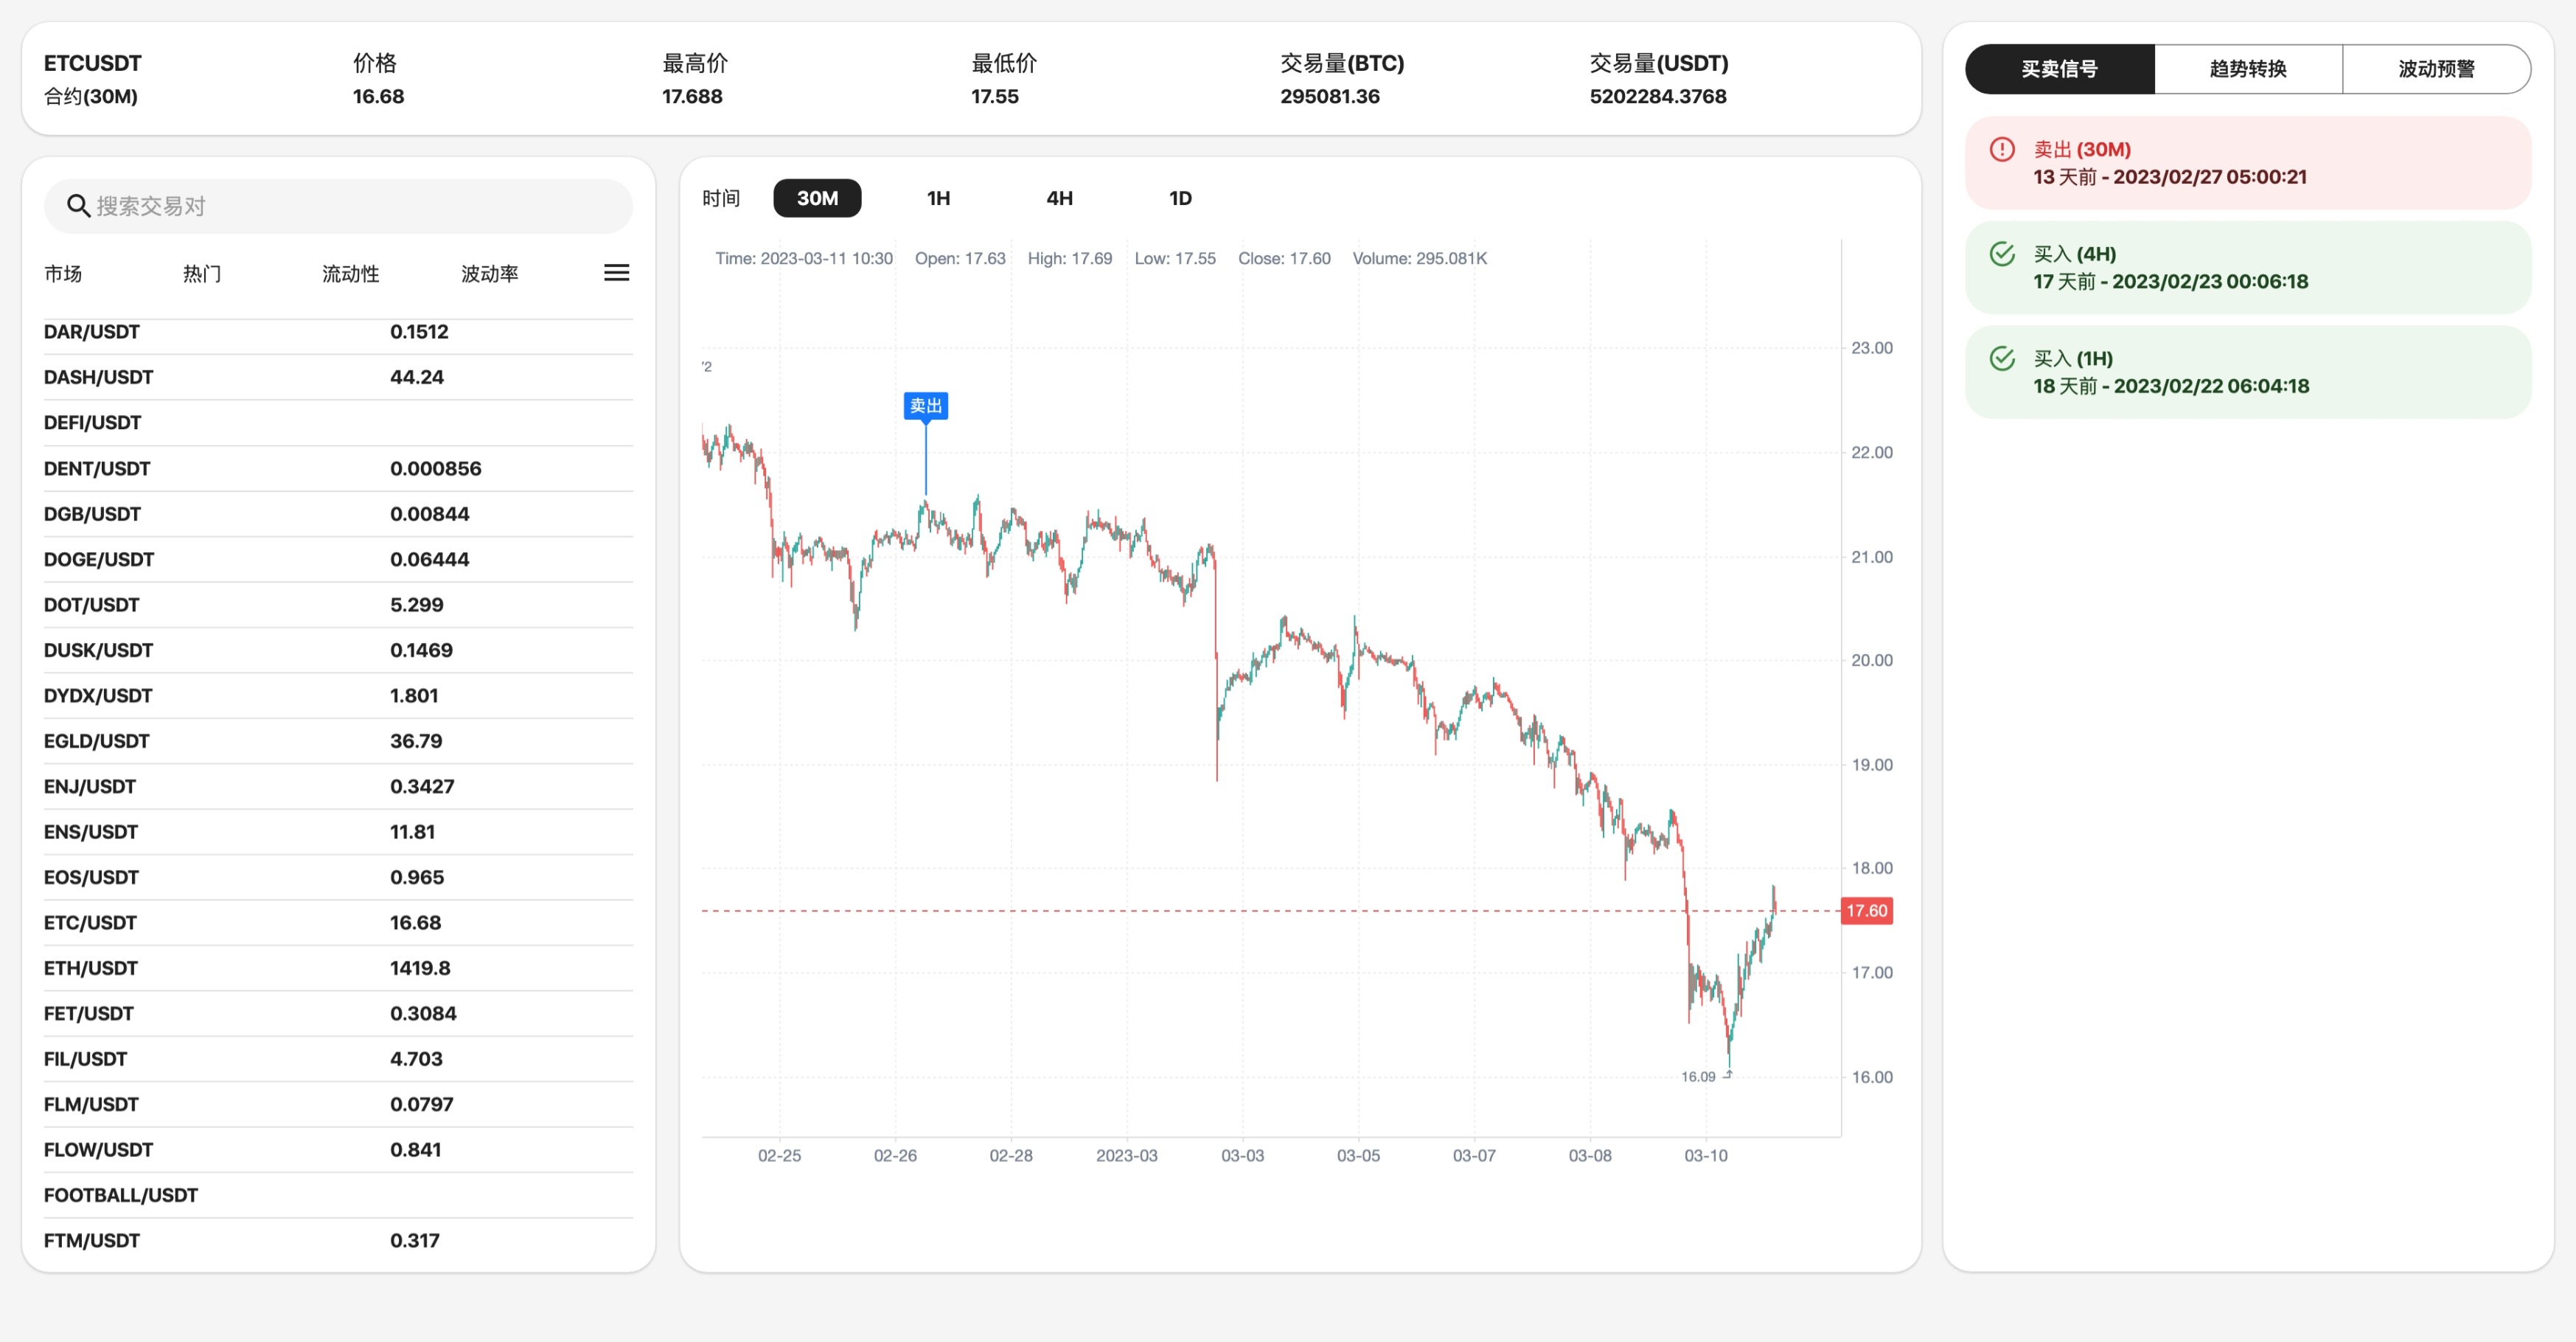 ETCUSDT
合约(30M)
价格
16.68
最高价
17.688
最低价
17.55
交易量(BTC)
295081.36
交易量(USDT)
5202284.3768
搜索交易对
市场 热门 流动性 波动率
DAR/USDT 0.1512
DASH/USDT 44.24
DEFI/USDT
DENT/USDT 0.000856
DGB/USDT 0.00844
DOGE/USDT 0.06444
DOT/USDT 5.299
DUSK/USDT 0.1469
DYDX/USDT 1.801
EGLD/USDT 36.79
ENJ/USDT 0.3427
ENS/USDT 11.81
EOS/USDT 0.965
ETC/USDT 16.68
ETH/USDT 1419.8
FET/USDT 0.3084
FIL/USDT 4.703
FLM/USDT 0.0797
FLOW/USDT 0.841
FOOTBALL/USDT
FTM/USDT 0.317
时间 30M 1H 4H 1D
Time: 2023-03-11 10:30 Open: 17.63 High: 17.69 Low: 17.55 Close: 17.60 Volume: 295.081K
23.00
卖出
22.00
21.00
20.00
19.00
18.00
17.60
17.00
16.09
16.00
02-25 02-26 02-28 2023-03 03-03 03-05 03-07 03-08 03-10
买卖信号 趋势转换 波动预警
卖出 (30M)
13 天前 - 2023/02/27 05:00:21
买入 (4H)
17 天前 - 2023/02/23 00:06:18
买入 (1H)
18 天前 - 2023/02/22 06:04:18